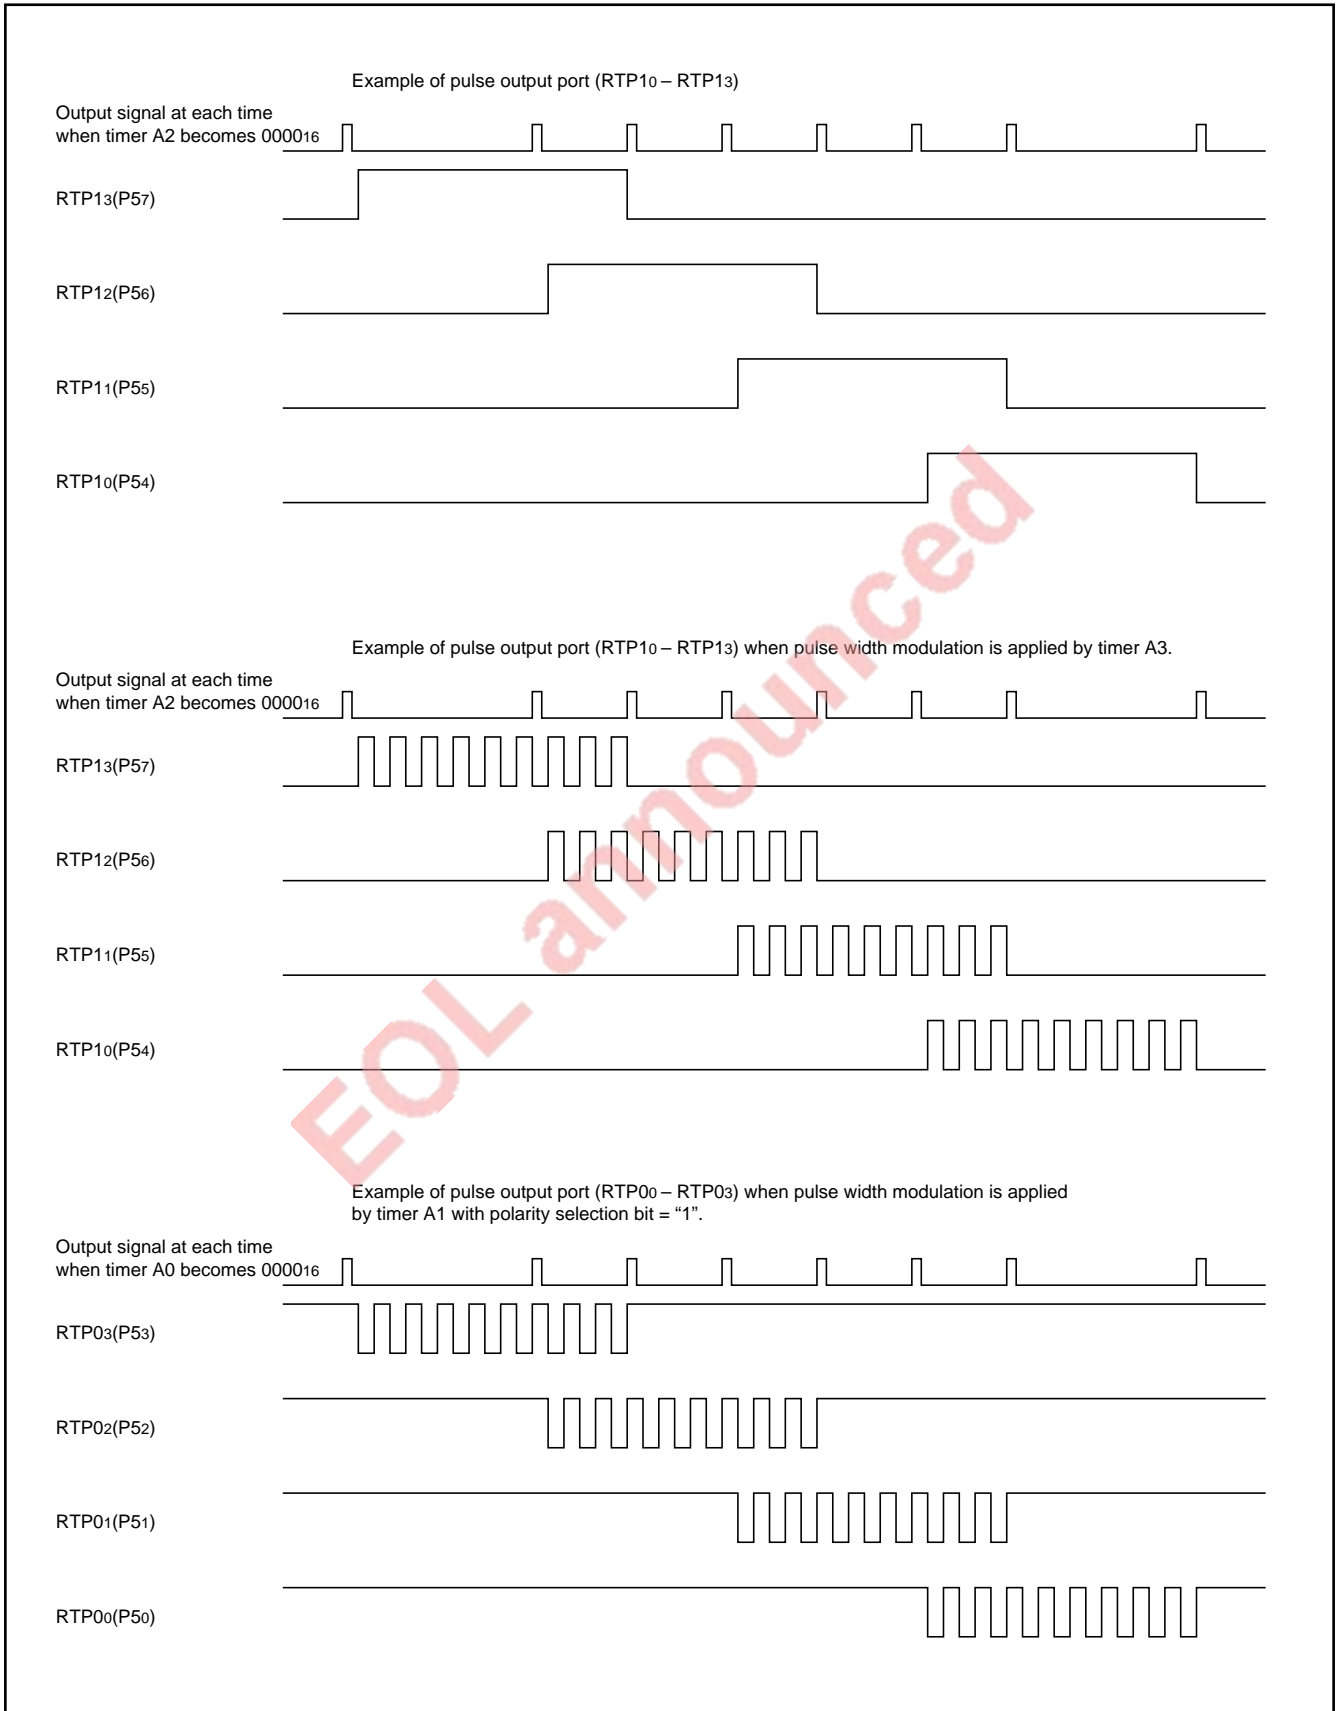 Example of pulse output port (RTP10 – RTP13)
Output signal at each time
when timer A2 becomes 000016
RTP13(P57)
RTP12(P56)
RTP11(P55)
RTP10(P54)
Example of pulse output port (RTP10 – RTP13) when pulse width modulation is applied by timer A3.
Output signal at each time
when timer A2 becomes 000016
RTP13(P57)
RTP12(P56)
RTP11(P55)
RTP10(P54)
Example of pulse output port (RTP00 – RTP03) when pulse width modulation is applied
by timer A1 with polarity selection bit = “1”.
Output signal at each time
when timer A0 becomes 000016
RTP03(P53)
RTP02(P52)
RTP01(P51)
RTP00(P50)
EOL announced